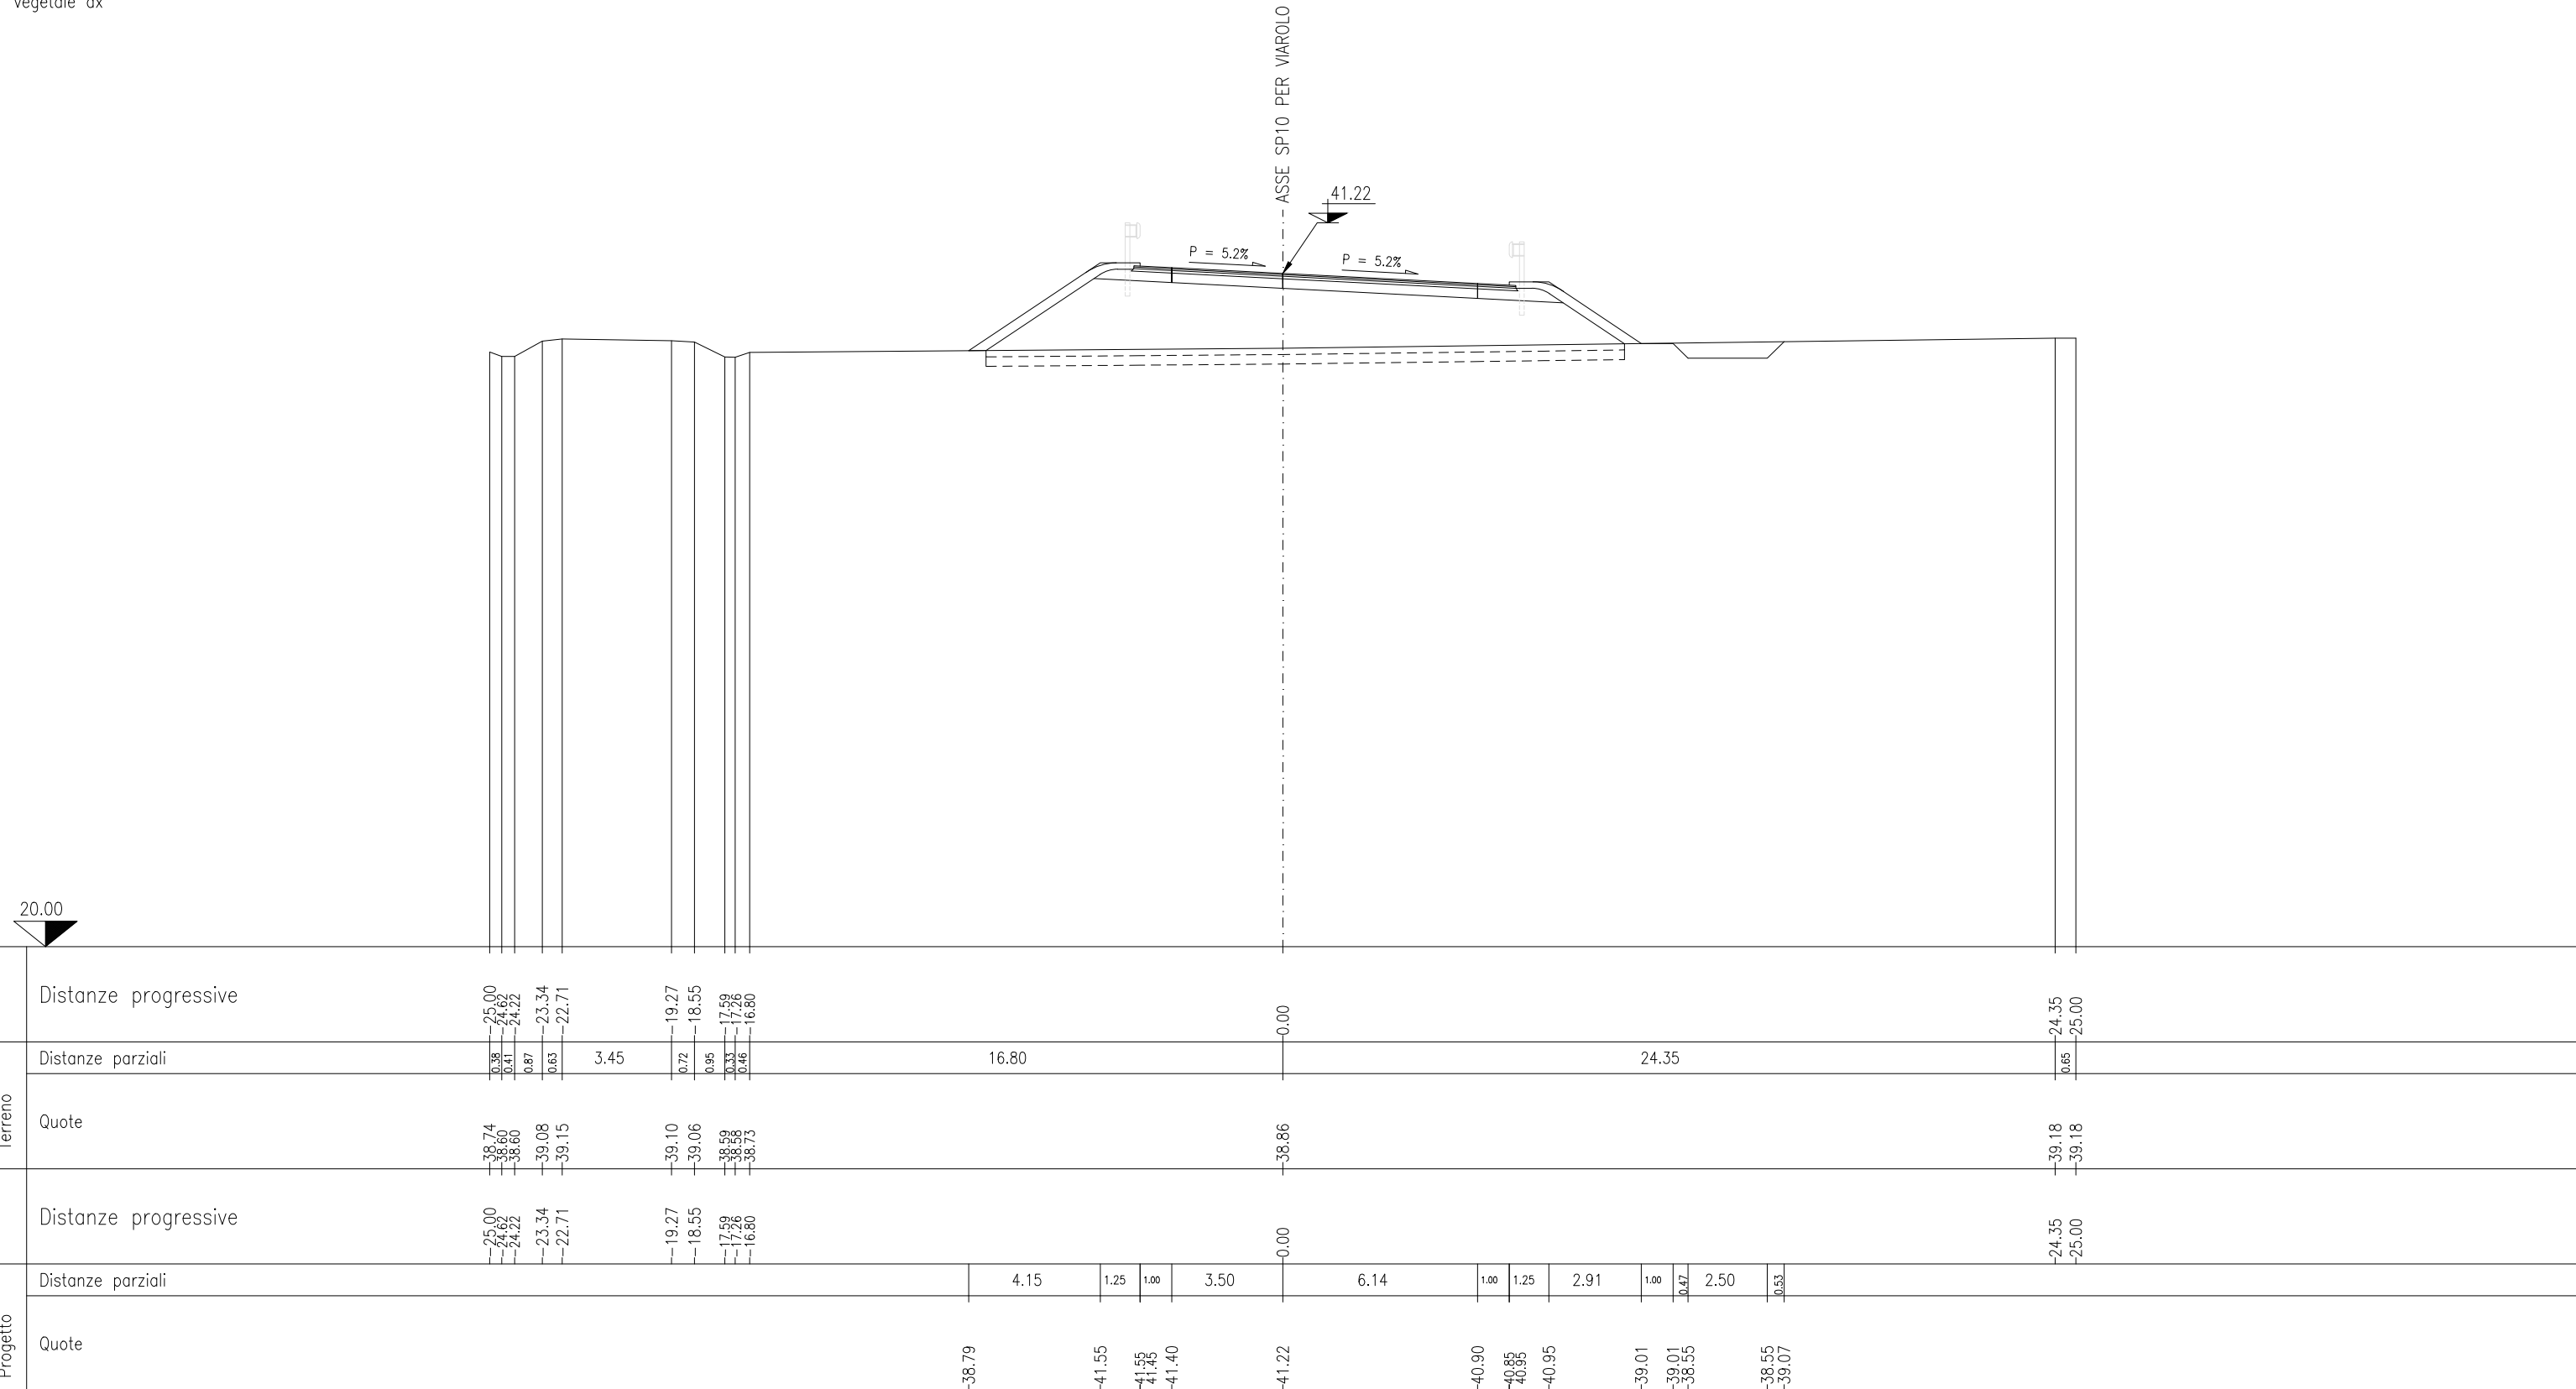 Vegetale dx
ASSE SP10 PER VIAROLO
41.22
P = 5.2%
P = 5.2%
20.00
Distanze progressive
25.00 24.62 24.22 23.34 22.71 19.27 18.55 17.59 17.26 16.80 0.00 24.35 25.00
Terreno
Distanze parziali
0.38 0.41 0.87 0.63 3.45 0.72 0.95 0.33 0.46 16.80 24.35 0.65
Quote
38.74 38.60 38.60 39.08 39.15 39.10 39.06 38.59 38.58 38.73 38.86 39.18 39.18
Distanze progressive
25.00 24.62 24.22 23.34 22.71 19.27 18.55 17.59 17.26 16.80 0.00 24.35 25.00
Progetto
Distanze parziali
4.15 1.25 1.00 3.50 6.14 1.00 1.25 2.91 1.00 0.47 2.50 0.53
Quote
38.79 41.55 41.55 41.45 41.40 41.22 40.90 40.85 40.95 40.95 39.01 39.01 38.55 38.55 39.07